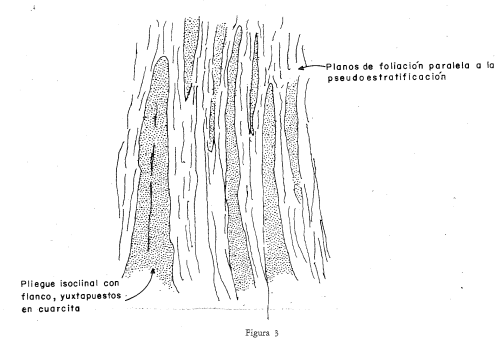 Planos de foliación paralela a la
pseudoestratificación
Pliegue isoclinal con
flanco, yuxtapuestos
en cuarcita
Figura 3